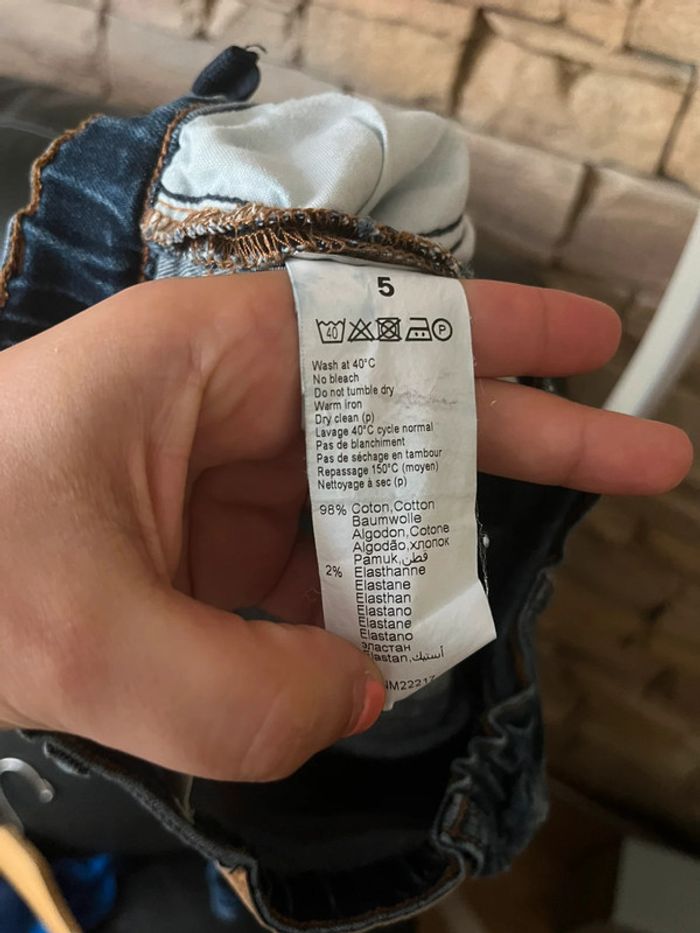 5
40 P
Wash at 40°C
No bleach
Do not tumble dry
Warm iron
Dry clean (p)
Lavage 40°C cycle normal
Pas de blanchiment
Pas de séchage en tambour
Repassage 150°C (moyen)
Nettoyage à sec (p)
98% Coton,Cotton
Baumwolle
Algodon,Cotone
Algodão,хлопок
Pamuk,قطن
2% Elasthanne
Elastane
Elasthan
Elastano
Elastane
Elastano
эластан
Elastan,أستيك